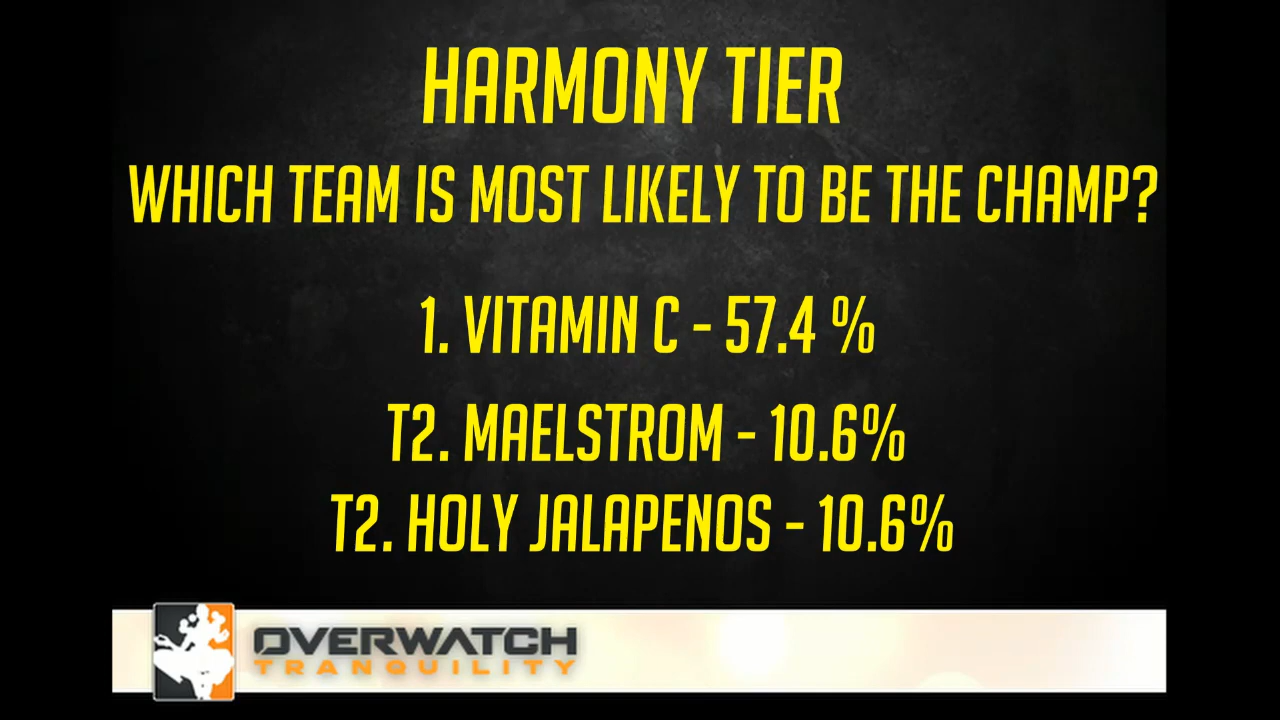 HARMONY TIER
WHICH TEAM IS MOST LIKELY TO BE THE CHAMP?
1. VITAMIN C - 57.4 %
T2. MAELSTROM - 10.6%
T2. HOLY JALAPENOS - 10.6%
OVERWATCH
TRANQUILITY